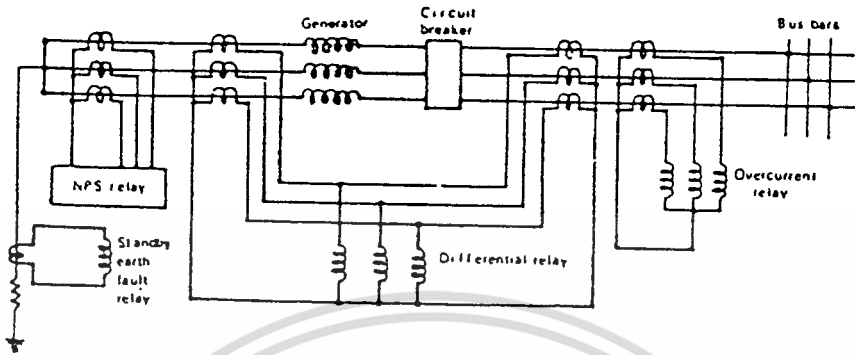 Generator
Circuit
breaker
Bus bars
NPS relay
Overcurrent
relay
Standby
earth
fault
relay
Differential relay